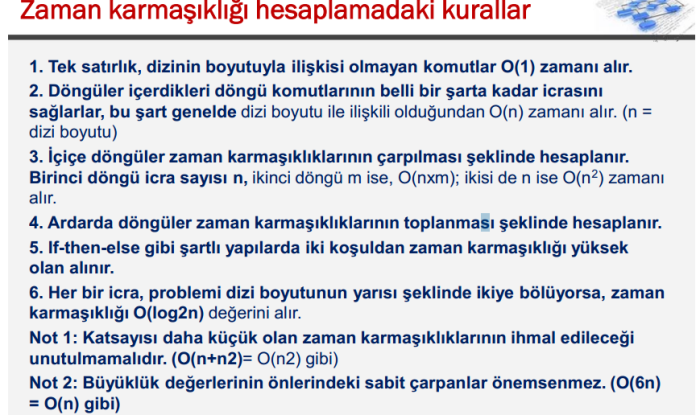 Zaman karmaşıklığı hesaplamadaki kurallar
1. Tek satırlık, dizinin boyutuyla ilişkisi olmayan komutlar O(1) zamanı alır.
2. Döngüler içerdikleri döngü komutlarının belli bir şarta kadar icrasını
sağlarlar, bu şart genelde dizi boyutu ile ilişkili olduğundan O(n) zamanı alır. (n =
dizi boyutu)
3. İçiçe döngüler zaman karmaşıklıklarının çarpılması şeklinde hesaplanır.
Birinci döngü icra sayısı n, ikinci döngü m ise, O(nxm); ikisi de n ise O(n²) zamanı
alır.
4. Ardarda döngüler zaman karmaşıklıklarının toplanması şeklinde hesaplanır.
5. If-then-else gibi şartlı yapılarda iki koşuldan zaman karmaşıklığı yüksek
olan alınır.
6. Her bir icra, problemi dizi boyutunun yarısı şeklinde ikiye bölüyorsa, zaman
karmaşıklığı O(log2n) değerini alır.
Not 1: Katsayısı daha küçük olan zaman karmaşıklıklarının ihmal edileceği
unutulmamalıdır. (O(n+n2)= O(n2) gibi)
Not 2: Büyüklük değerlerinin önlerindeki sabit çarpanlar önemsenmez. (O(6n)
= O(n) gibi)